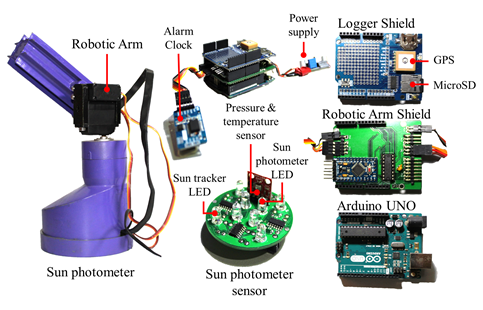 Robotic Arm
Alarm
Clock
Power
supply
Logger Shield
GPS
MicroSD
Pressure &
temperature
sensor
Sun
photometer
LED
Sun tracker
LED
Robotic Arm Shield
Arduino UNO
Sun photometer
Sun photometer
sensor